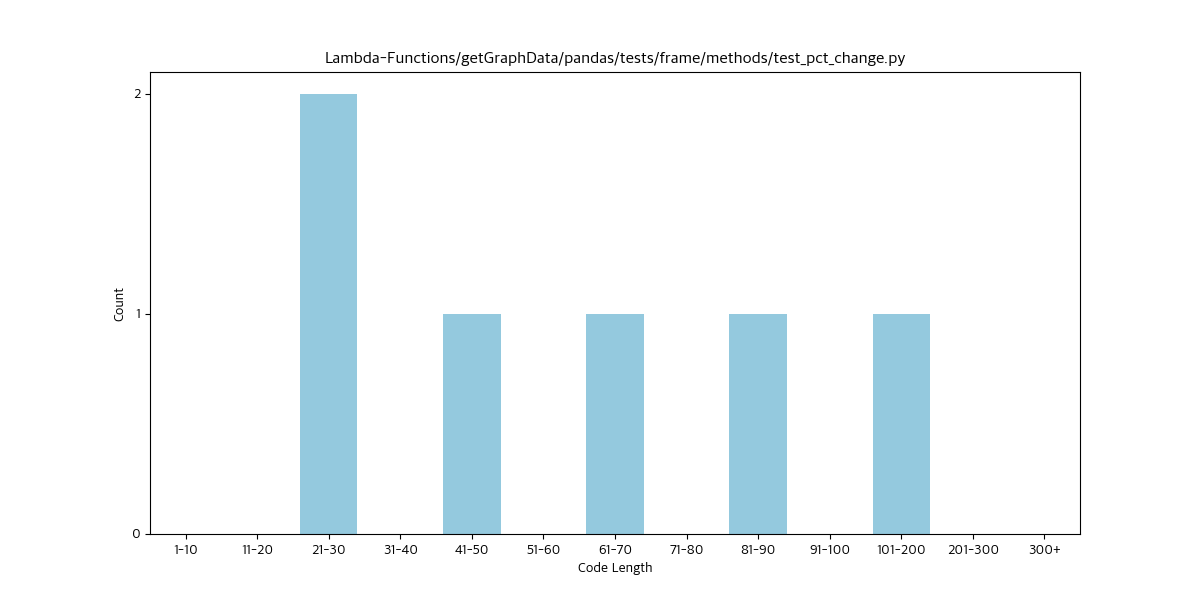 Lambda-Functions/getGraphData/pandas/tests/frame/methods/test_pct_change.py
2
1
0
Count
1-10 11-20 21-30 31-40 41-50 51-60 61-70 71-80 81-90 91-100 101-200 201-300 300+
Code Length